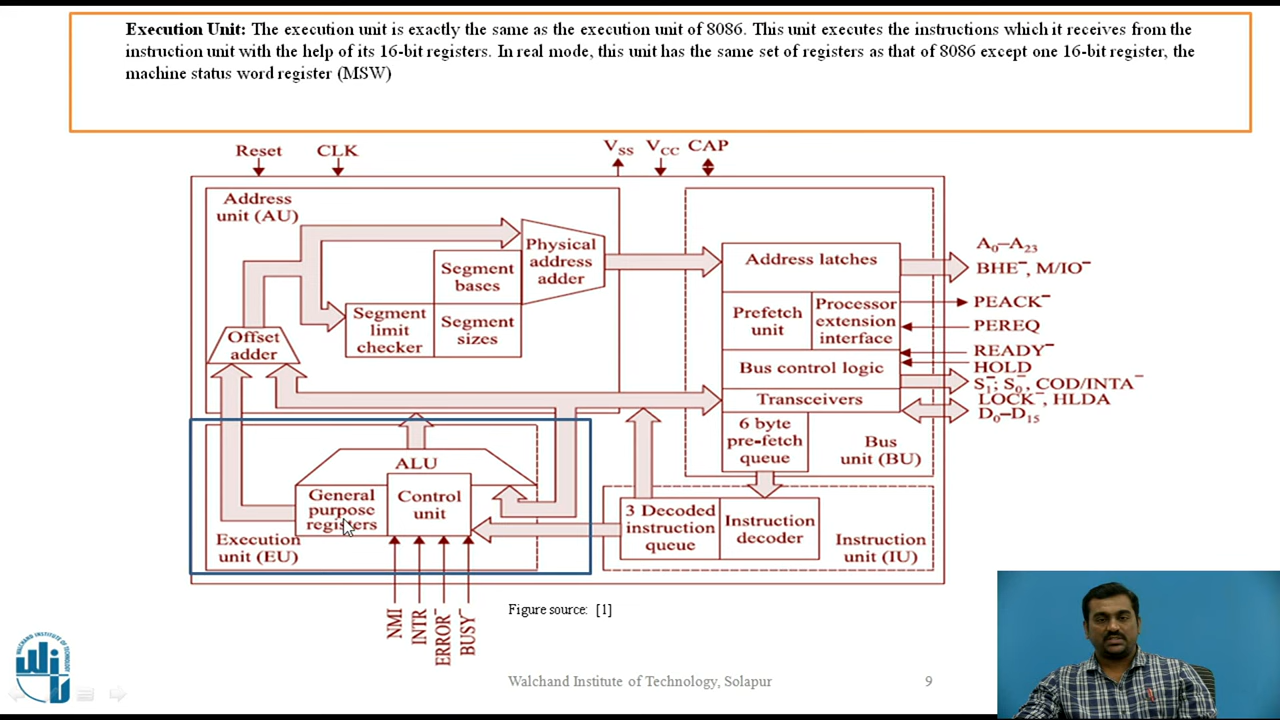 Execution Unit: The execution unit is exactly the same as the execution unit of 8086. This unit executes the instructions which it receives from the
instruction unit with the help of its 16-bit registers. In real mode, this unit has the same set of registers as that of 8086 except one 16-bit register, the
machine status word register (MSW)
Reset
CLK
VSS
VCC
CAP
Address
unit (AU)
Physical
address
adder
Segment
bases
Segment
limit
checker
Segment
sizes
Offset
adder
Address latches
Prefetch
unit
Processor
extension
interface
Bus control logic
Transceivers
6 byte
pre-fetch
queue
Bus
unit (BU)
A0–A23
BHE‾, M/IO‾
PEACK‾
PEREQ
READY‾
HOLD
S1‾; S0‾, COD/INTA‾
LOCK‾, HLDA
D0–D15
ALU
General
purpose
registers
Control
unit
Execution
unit (EU)
3 Decoded
instruction
queue
Instruction
decoder
Instruction
unit (IU)
NMI
INTR
ERROR‾
BUSY‾
Figure source: [1]
WALCHAND INSTITUTE OF TECHNOLOGY, SOLAPUR
Walchand Institute of Technology, Solapur
9